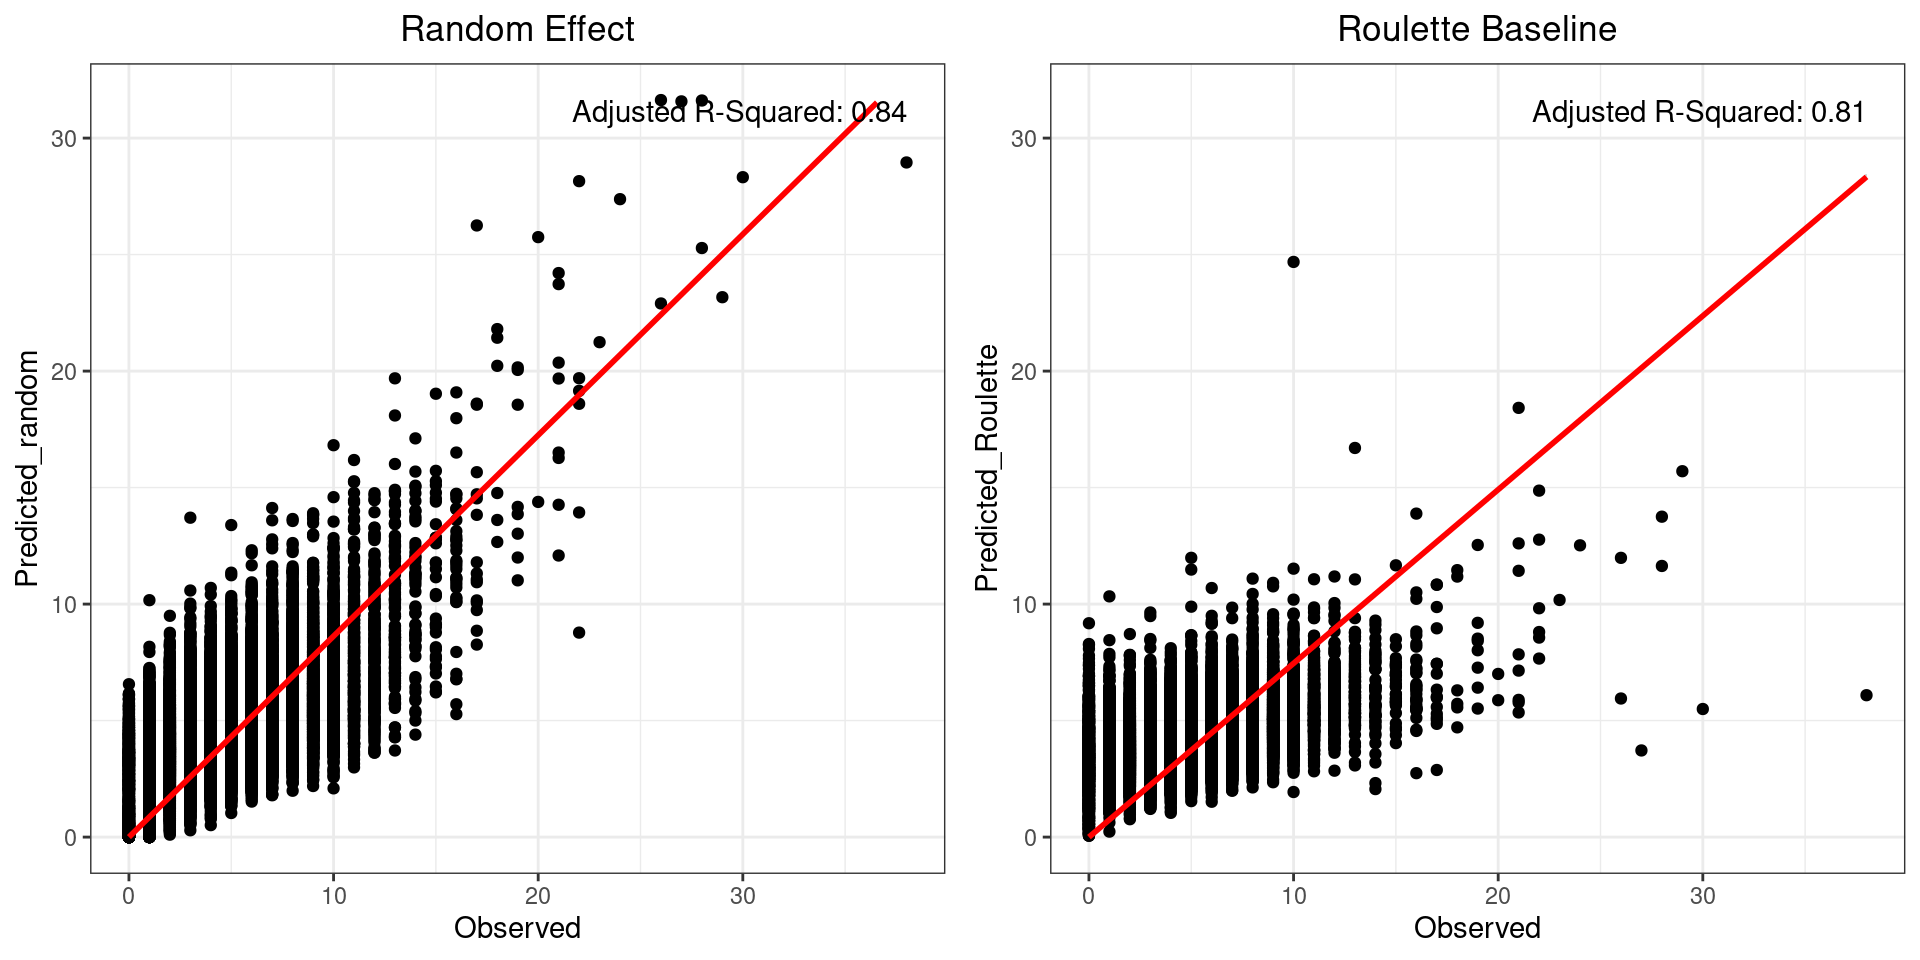 Random Effect
Adjusted R-Squared: 0.84
30
20
10
0
Predicted_random
0 10 20 30
Observed
Roulette Baseline
Adjusted R-Squared: 0.81
30
20
10
0
Predicted_Roulette
0 10 20 30
Observed